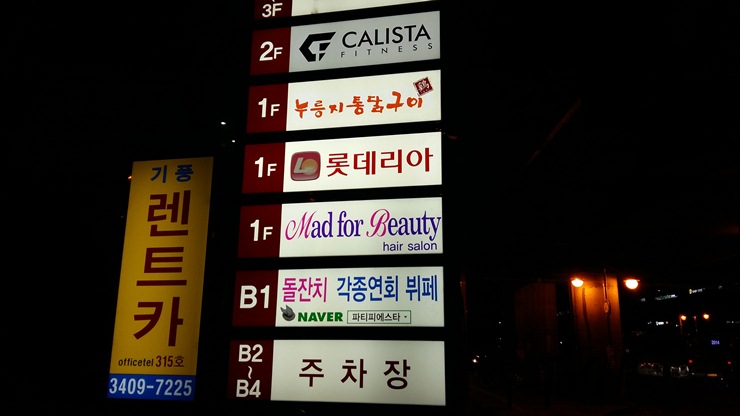 3F
2F CALISTA
FITNESS
1F 누룽지통닭구이
1F 롯데리아
1F Mad for Beauty
hair salon
B1 돌잔치 각종연회 뷔페
NAVER 파티피에스타
B2
~
B4
주차장
기풍
렌트카
officetel 315호
3409-7225